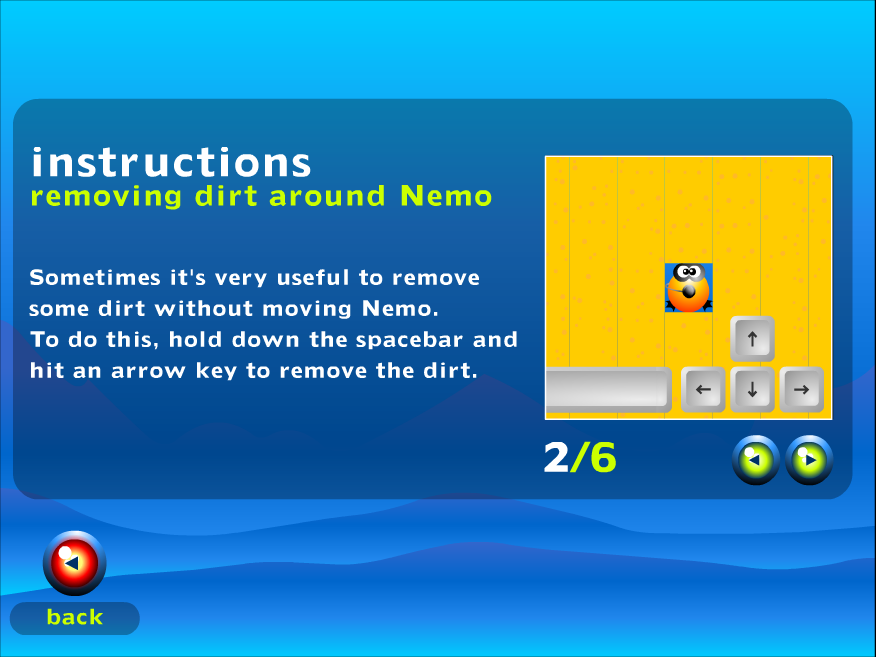 instructions
removing dirt around Nemo
Sometimes it's very useful to remove
some dirt without moving Nemo.
To do this, hold down the spacebar and
hit an arrow key to remove the dirt.
↑
← ↓ →
2/6
back